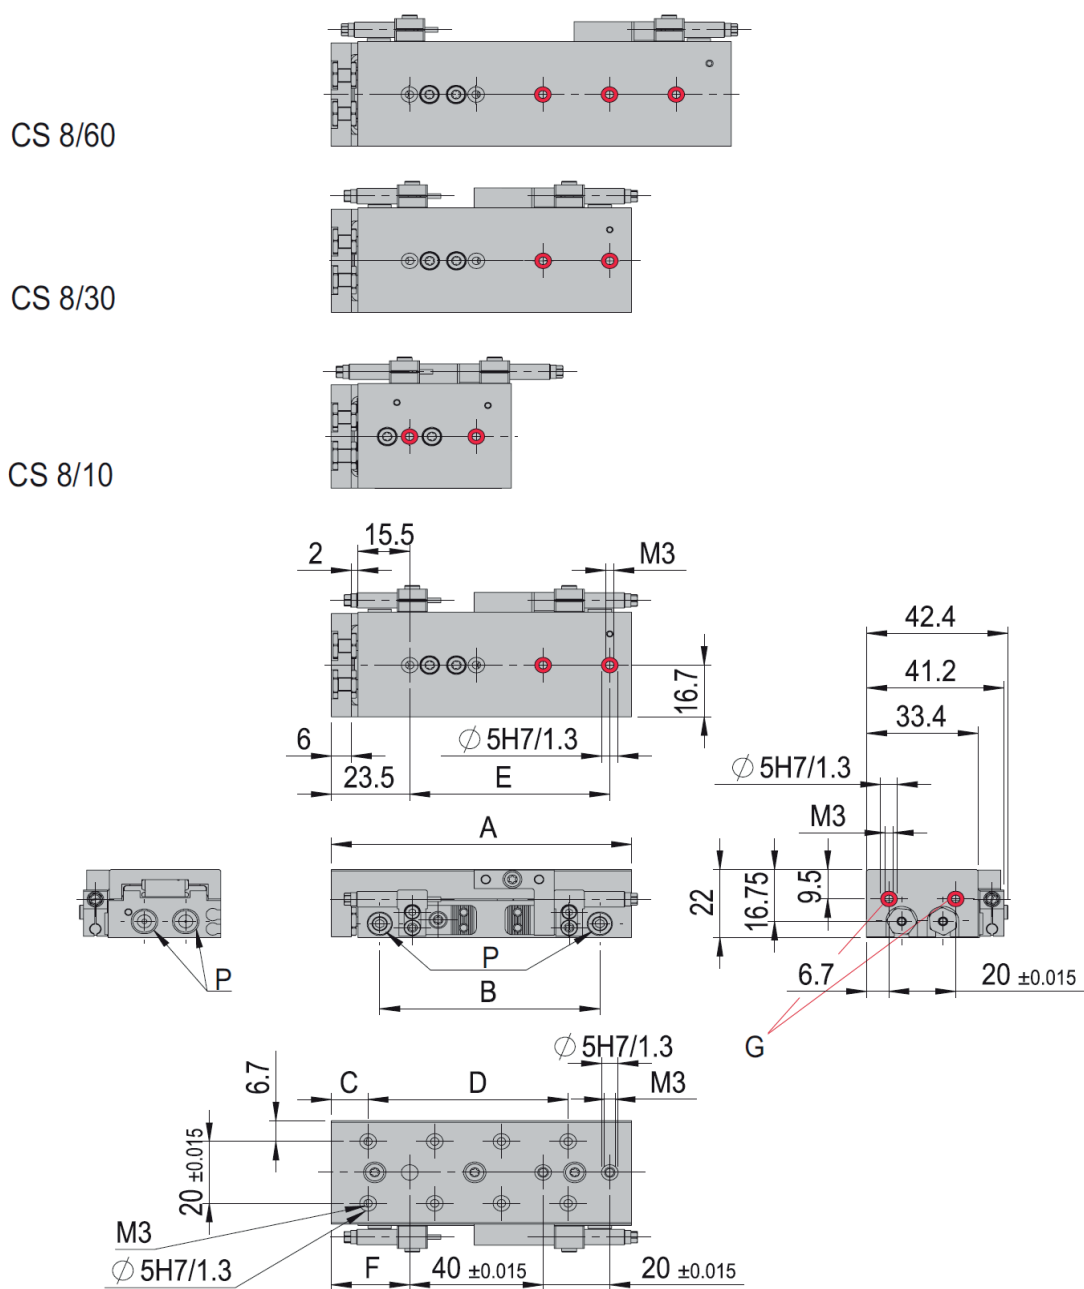 CS 8/60
CS 8/30
CS 8/10
15.5
2
M3
16.7
6
∅ 5H7/1.3
23.5
E
A
P
B
P
42.4
41.2
33.4
∅ 5H7/1.3
M3
22
16.75
9.5
6.7
20 ±0.015
G
∅ 5H7/1.3
6.7
C
D
M3
20 ±0.015
M3
∅ 5H7/1.3
F
40 ±0.015
20 ±0.015